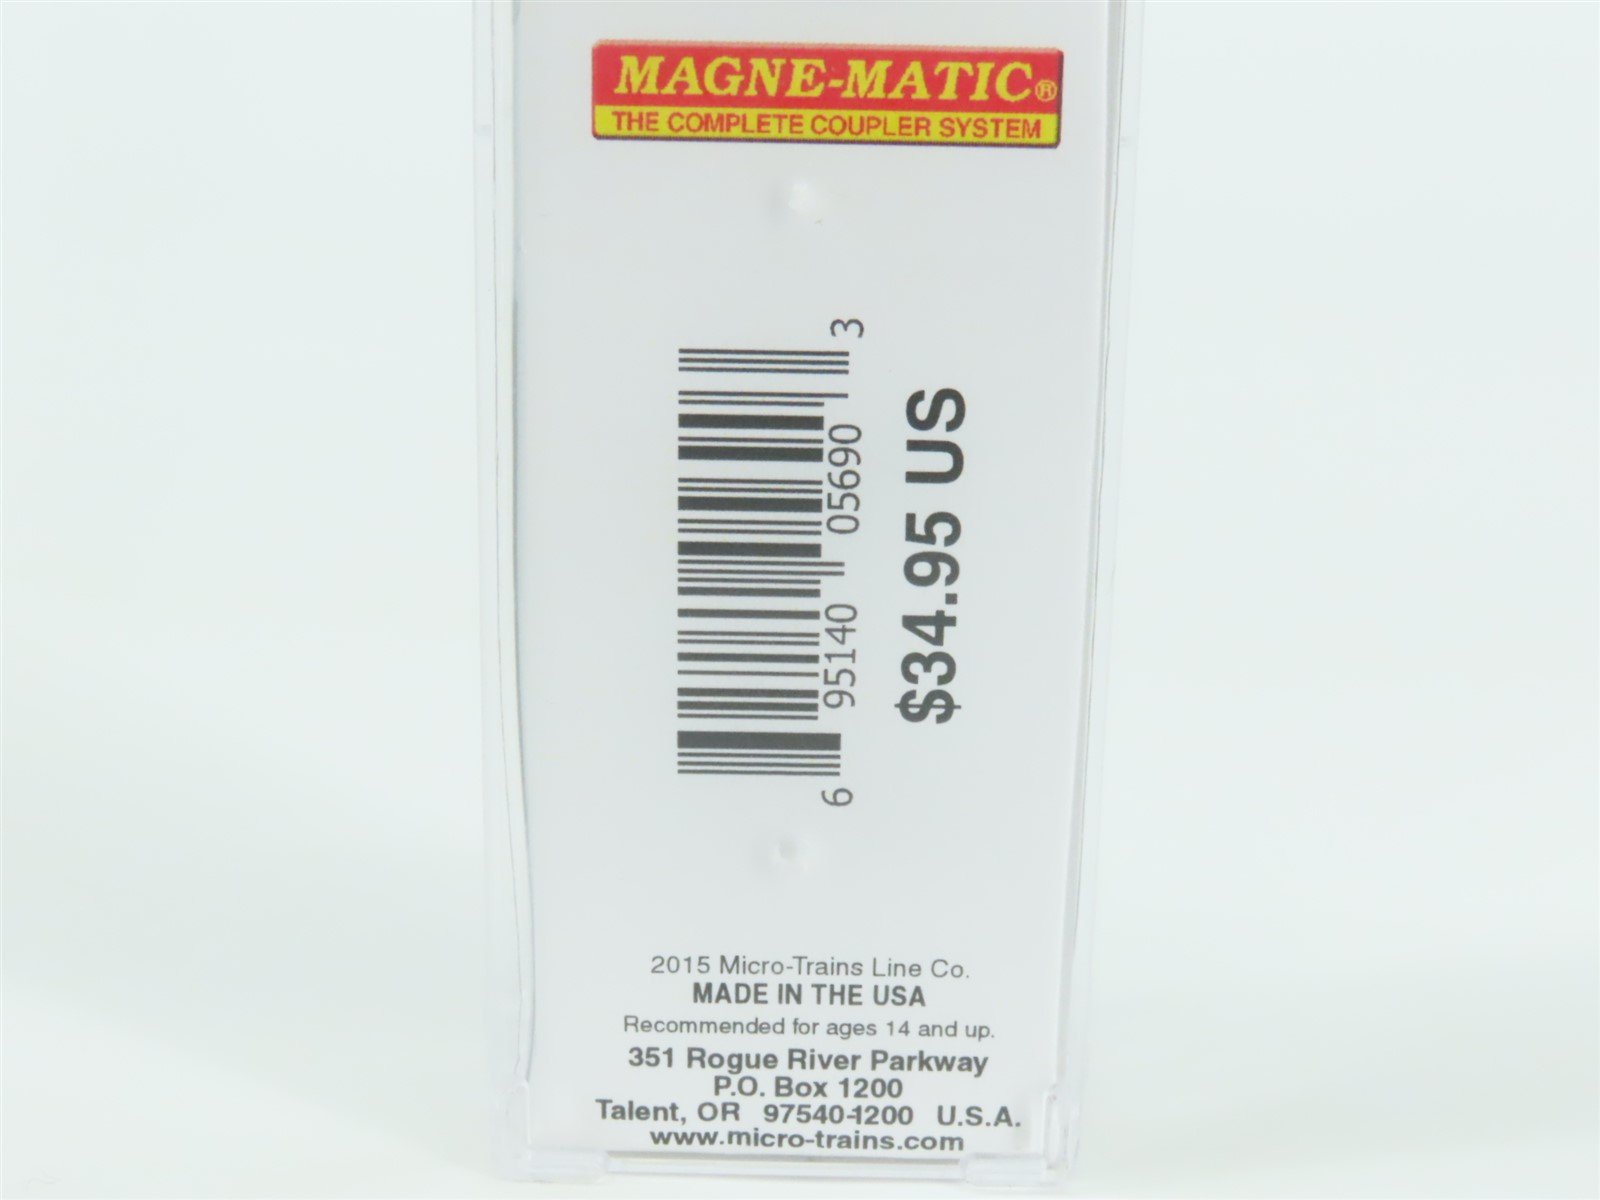 MAGNE-MATIC®
THE COMPLETE COUPLER SYSTEM
6 95140 05690 3
$34.95 US
2015 Micro-Trains Line Co.
MADE IN THE USA
Recommended for ages 14 and up.
351 Rogue River Parkway
P.O. Box 1200
Talent, OR 97540-1200 U.S.A.
www.micro-trains.com